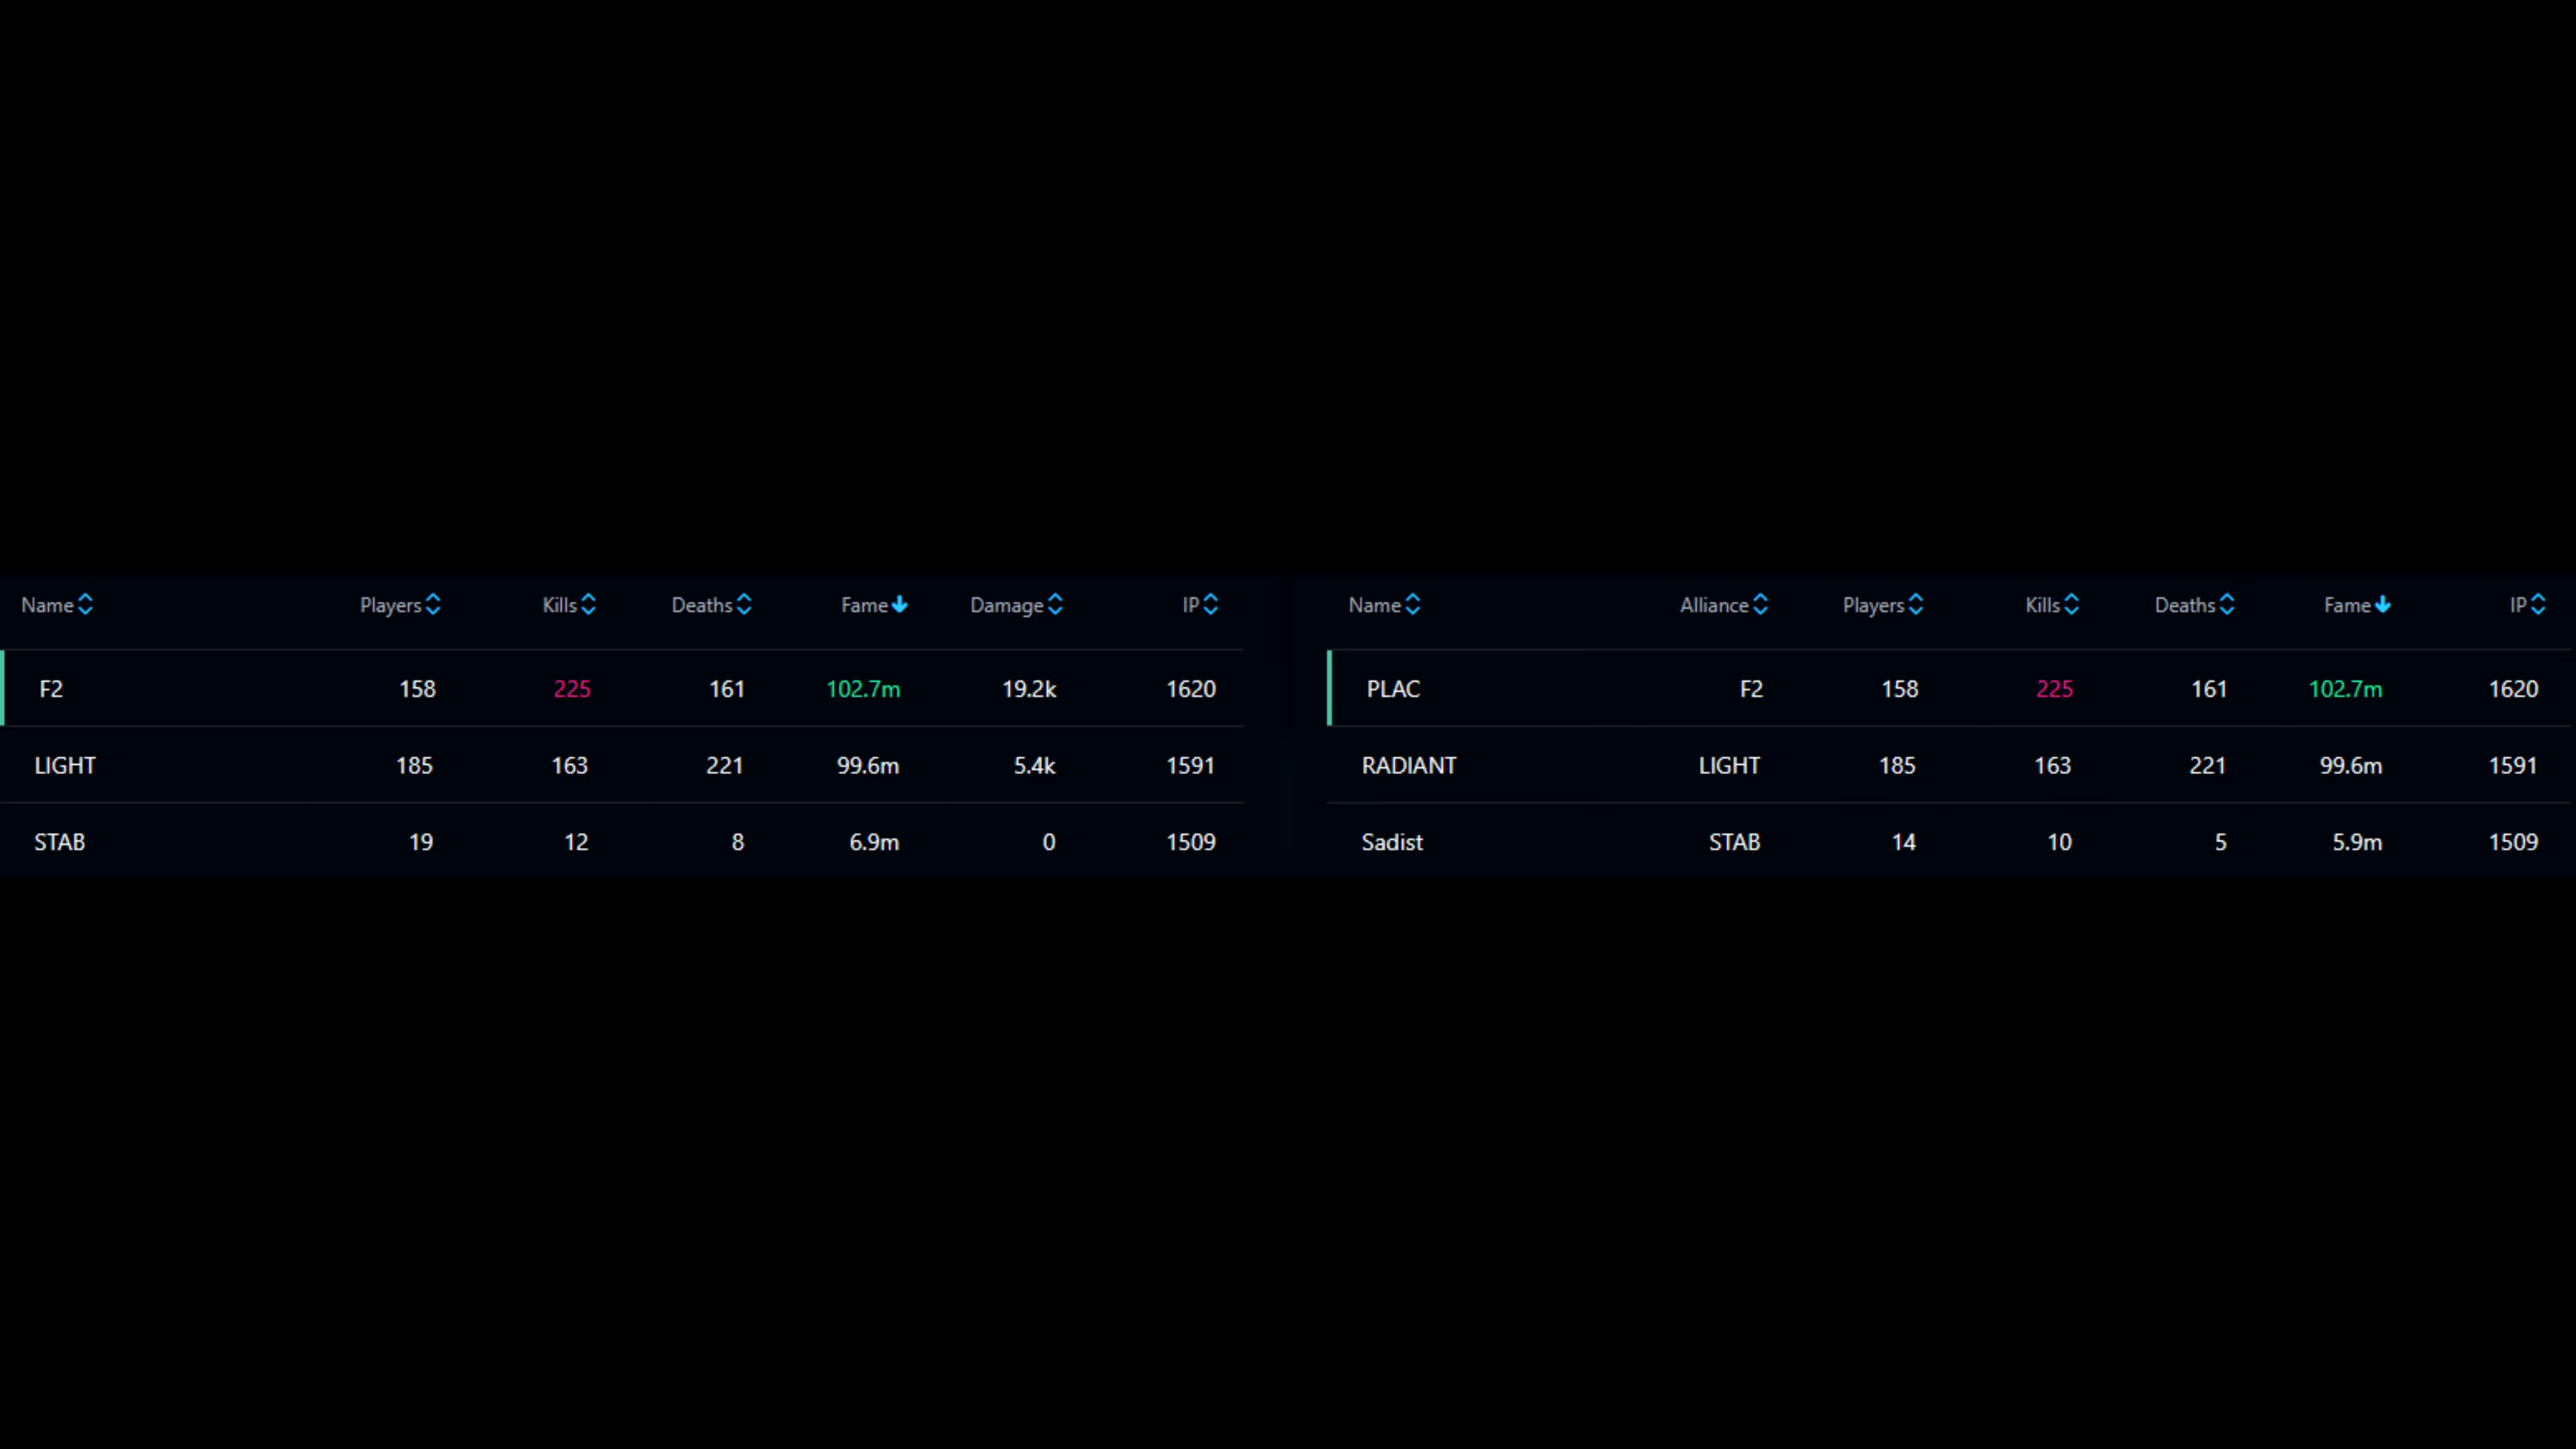 Name Players Kills Deaths Fame Damage IP
F2 158 225 161 102.7m 19.2k 1620
LIGHT 185 163 221 99.6m 5.4k 1591
STAB 19 12 8 6.9m 0 1509
Name Alliance Players Kills Deaths Fame IP
PLAC F2 158 225 161 102.7m 1620
RADIANT LIGHT 185 163 221 99.6m 1591
Sadist STAB 14 10 5 5.9m 1509